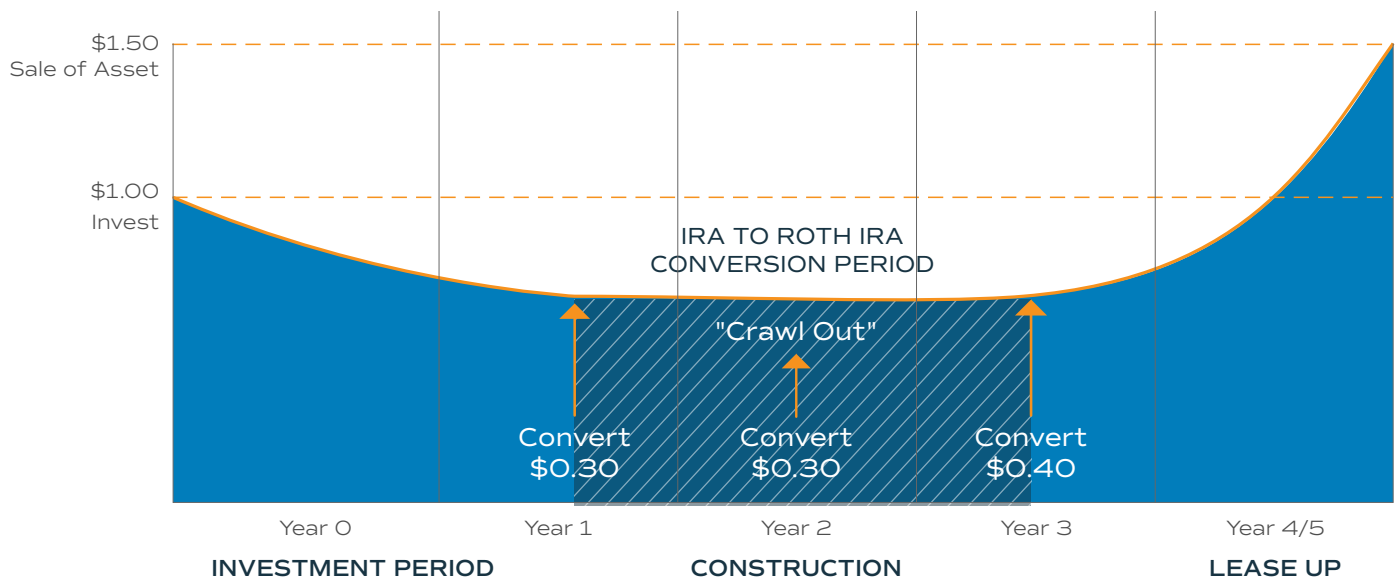 $1.50
Sale of Asset
$1.00
Invest
IRA TO ROTH IRA
CONVERSION PERIOD
"Crawl Out"
Convert
$0.30
Convert
$0.30
Convert
$0.40
Year 0
Year 1
Year 2
Year 3
Year 4/5
INVESTMENT PERIOD
CONSTRUCTION
LEASE UP